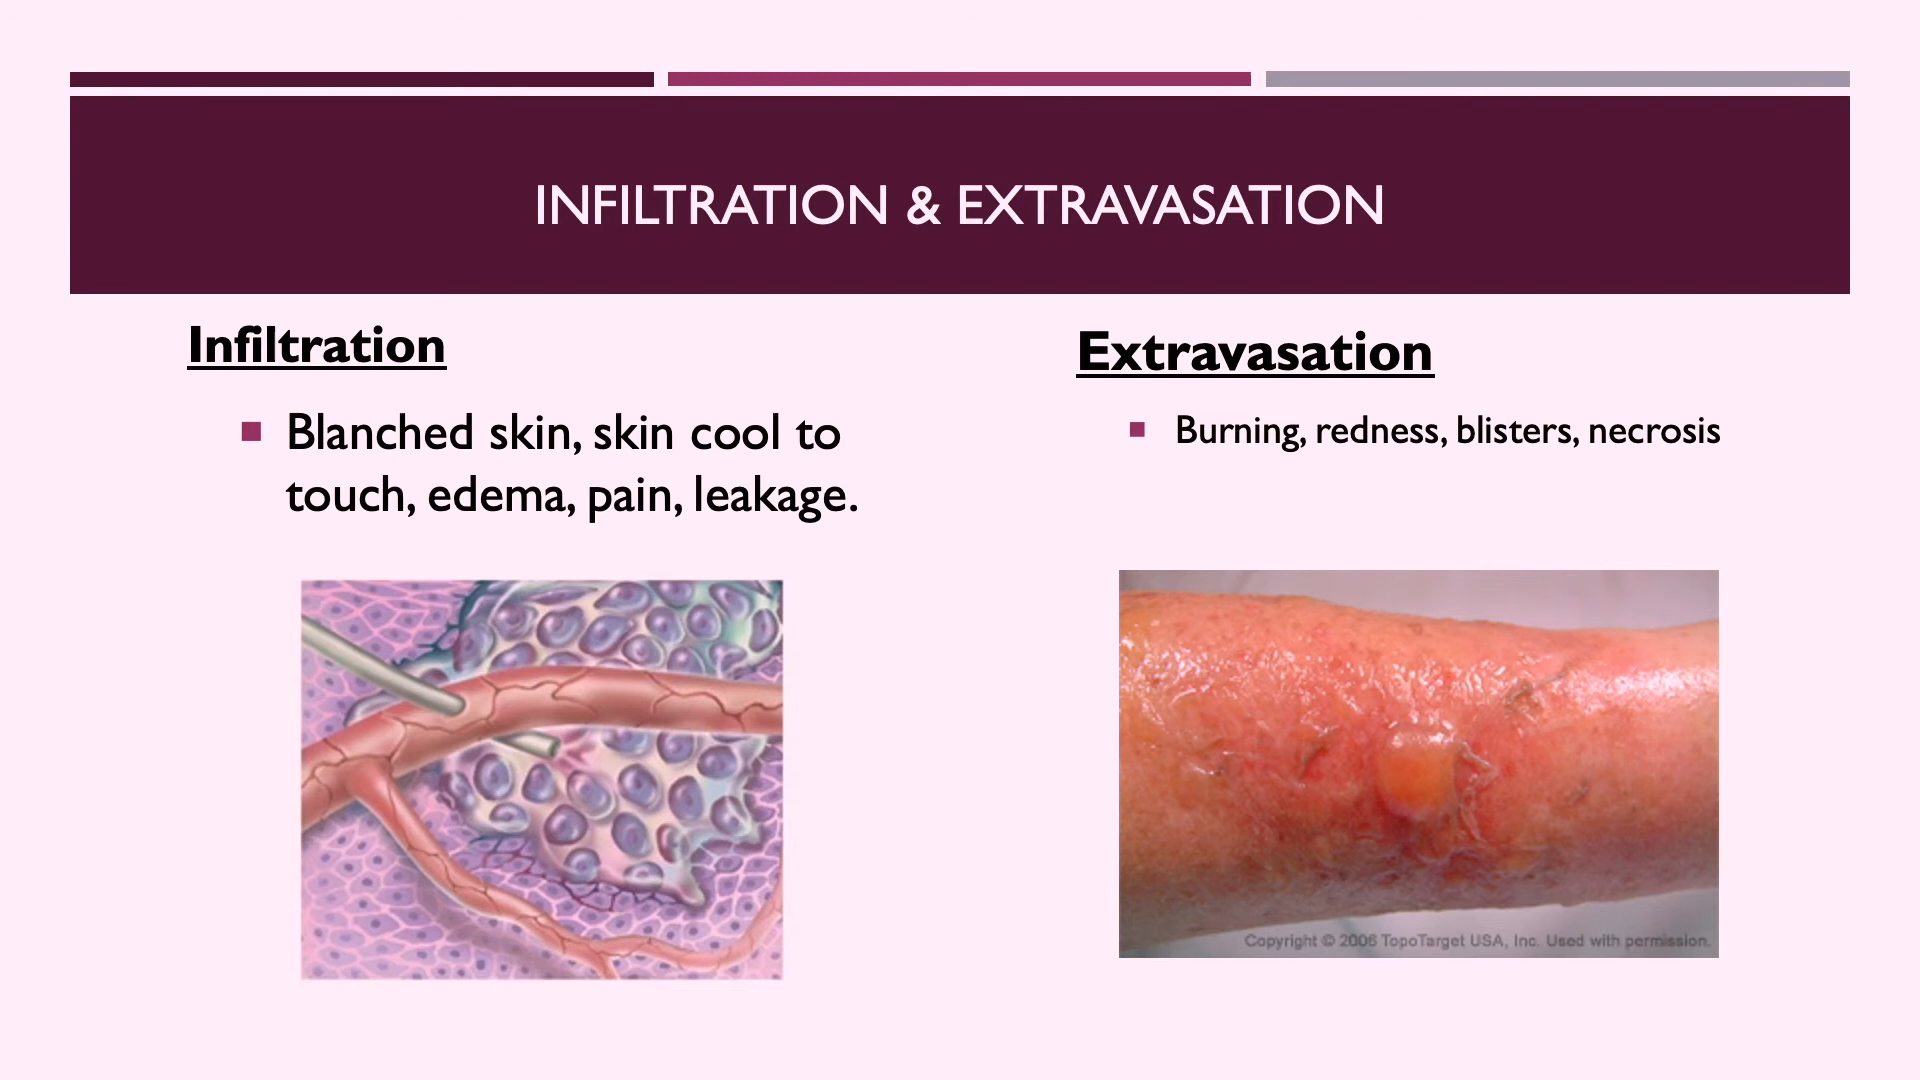 INFILTRATION & EXTRAVASATION
Infiltration
Blanched skin, skin cool to
touch, edema, pain, leakage.
Extravasation
Burning, redness, blisters, necrosis
Copyright © 2006 TopoTarget USA, Inc. Used with permission.